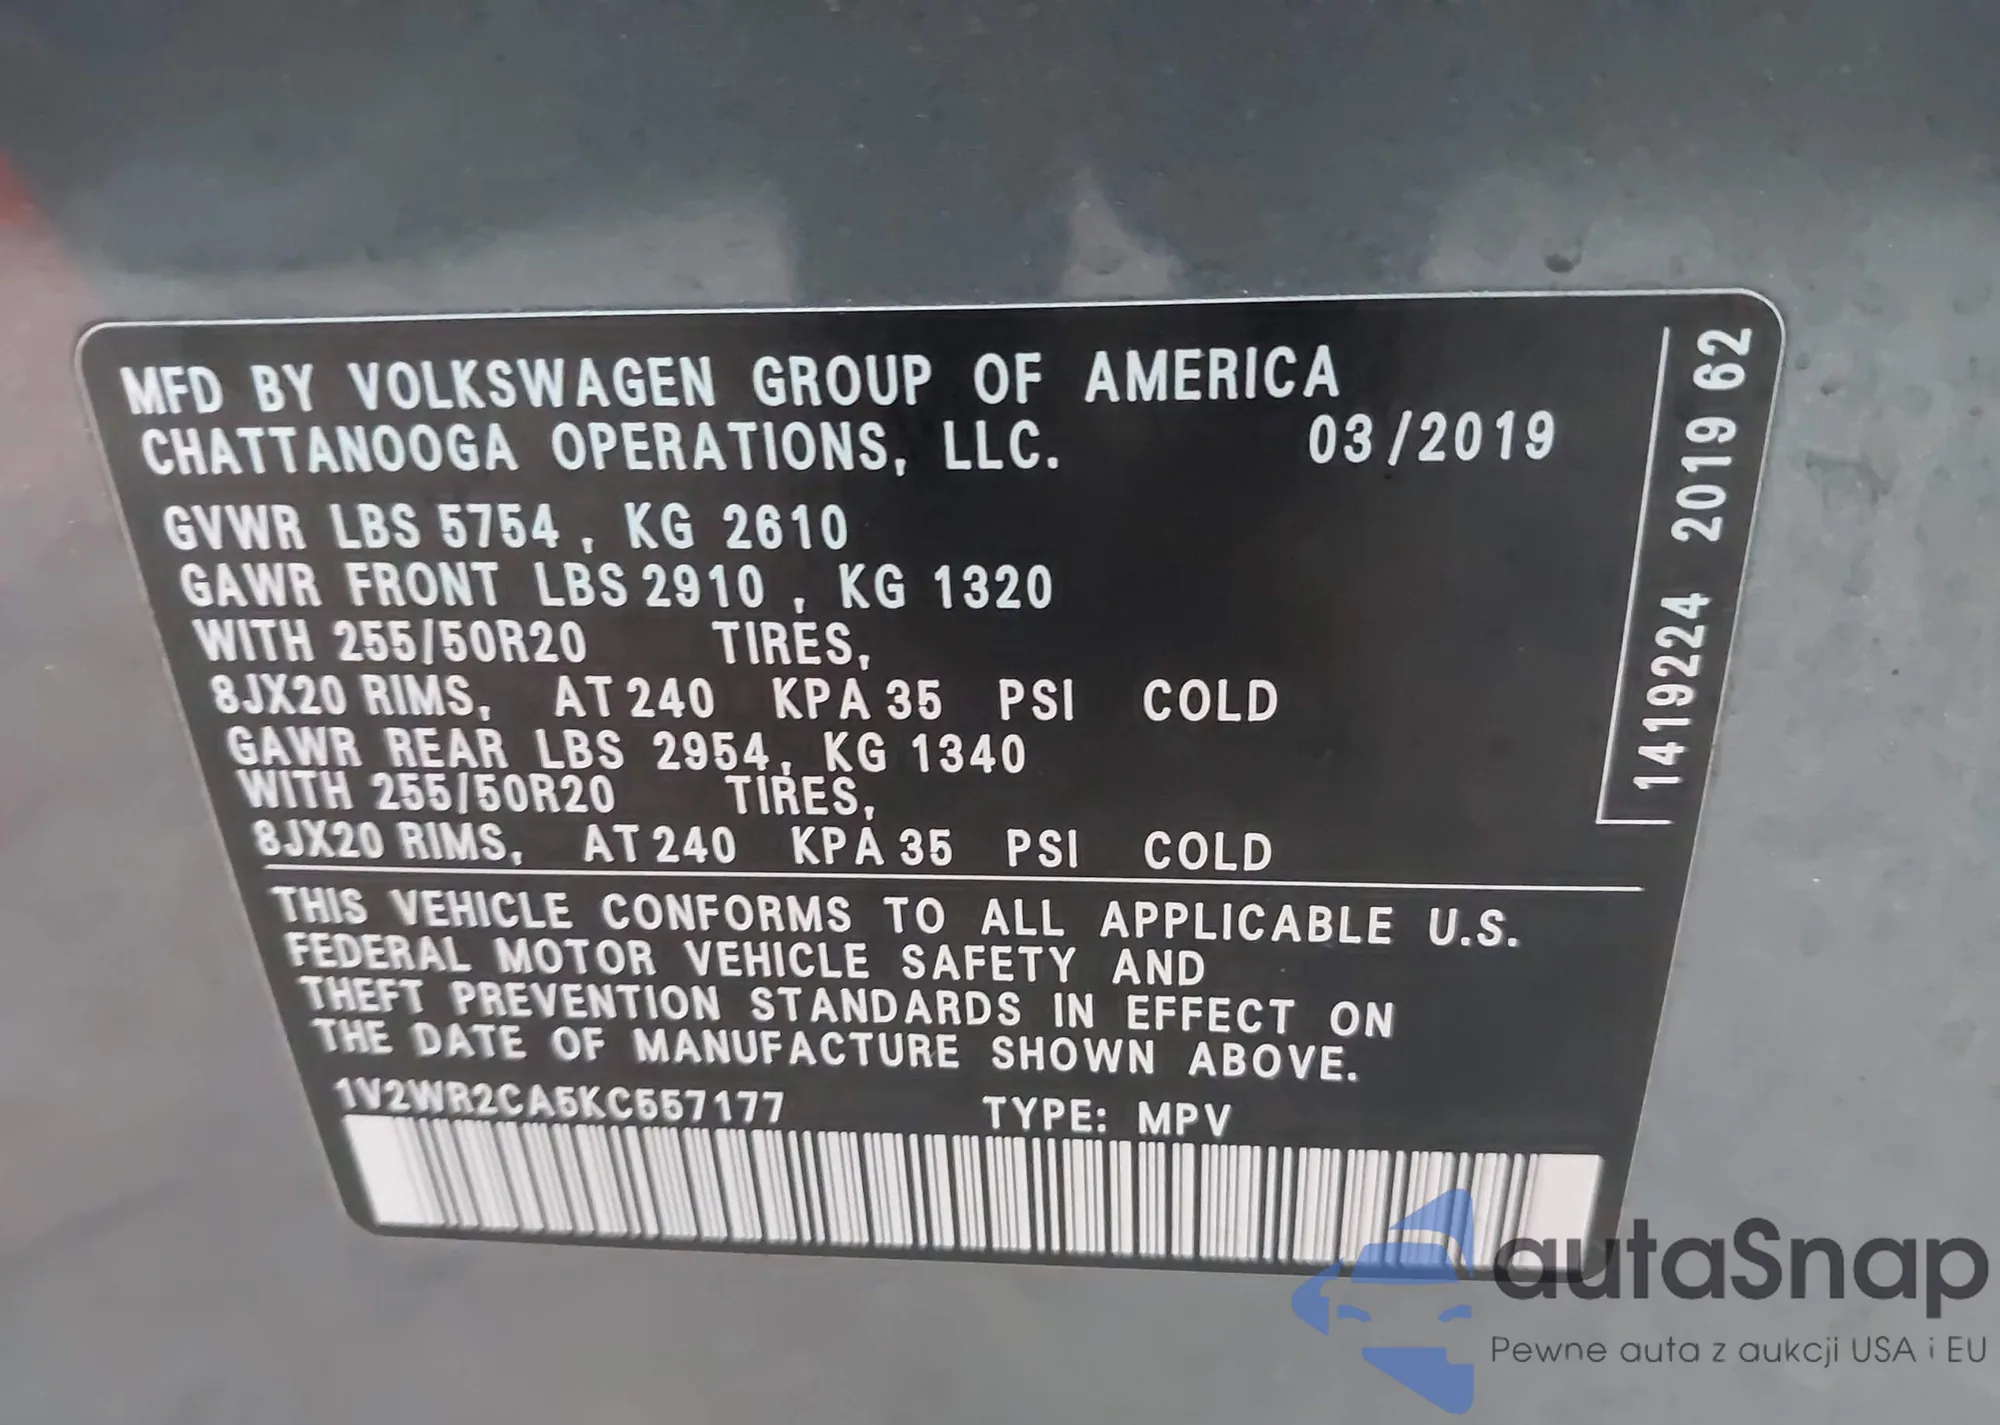 MFD BY VOLKSWAGEN GROUP OF AMERICA
CHATTANOOGA OPERATIONS, LLC. 03/2019
GVWR LBS 5754 , KG 2610
GAWR FRONT LBS 2910 , KG 1320
WITH 255/50R20 TIRES,
8JX20 RIMS, AT 240 KPA 35 PSI COLD
GAWR REAR LBS 2954, KG 1340
WITH 255/50R20 TIRES,
8JX20 RIMS, AT 240 KPA 35 PSI COLD
THIS VEHICLE CONFORMS TO ALL APPLICABLE U.S.
FEDERAL MOTOR VEHICLE SAFETY AND
THEFT PREVENTION STANDARDS IN EFFECT ON
THE DATE OF MANUFACTURE SHOWN ABOVE.
1V2WR2CA5KC557177 TYPE: MPV
1419224 2019 62
autaSnap
Pewne auta z aukcji USA i EU